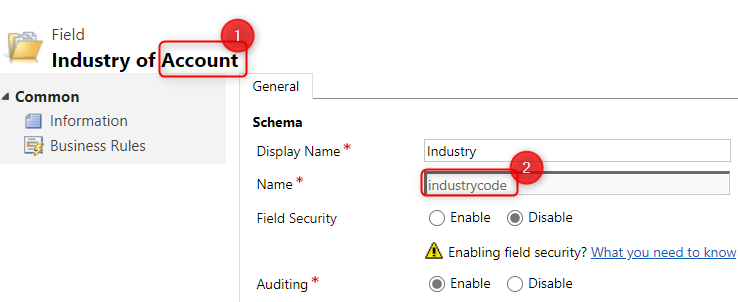 Field
1
Industry of Account
Common
Information
Business Rules
General
Schema
Display Name * Industry
2
Name * industrycode
Field Security Enable Disable
Enabling field security? What you need to know
Auditing * Enable Disable